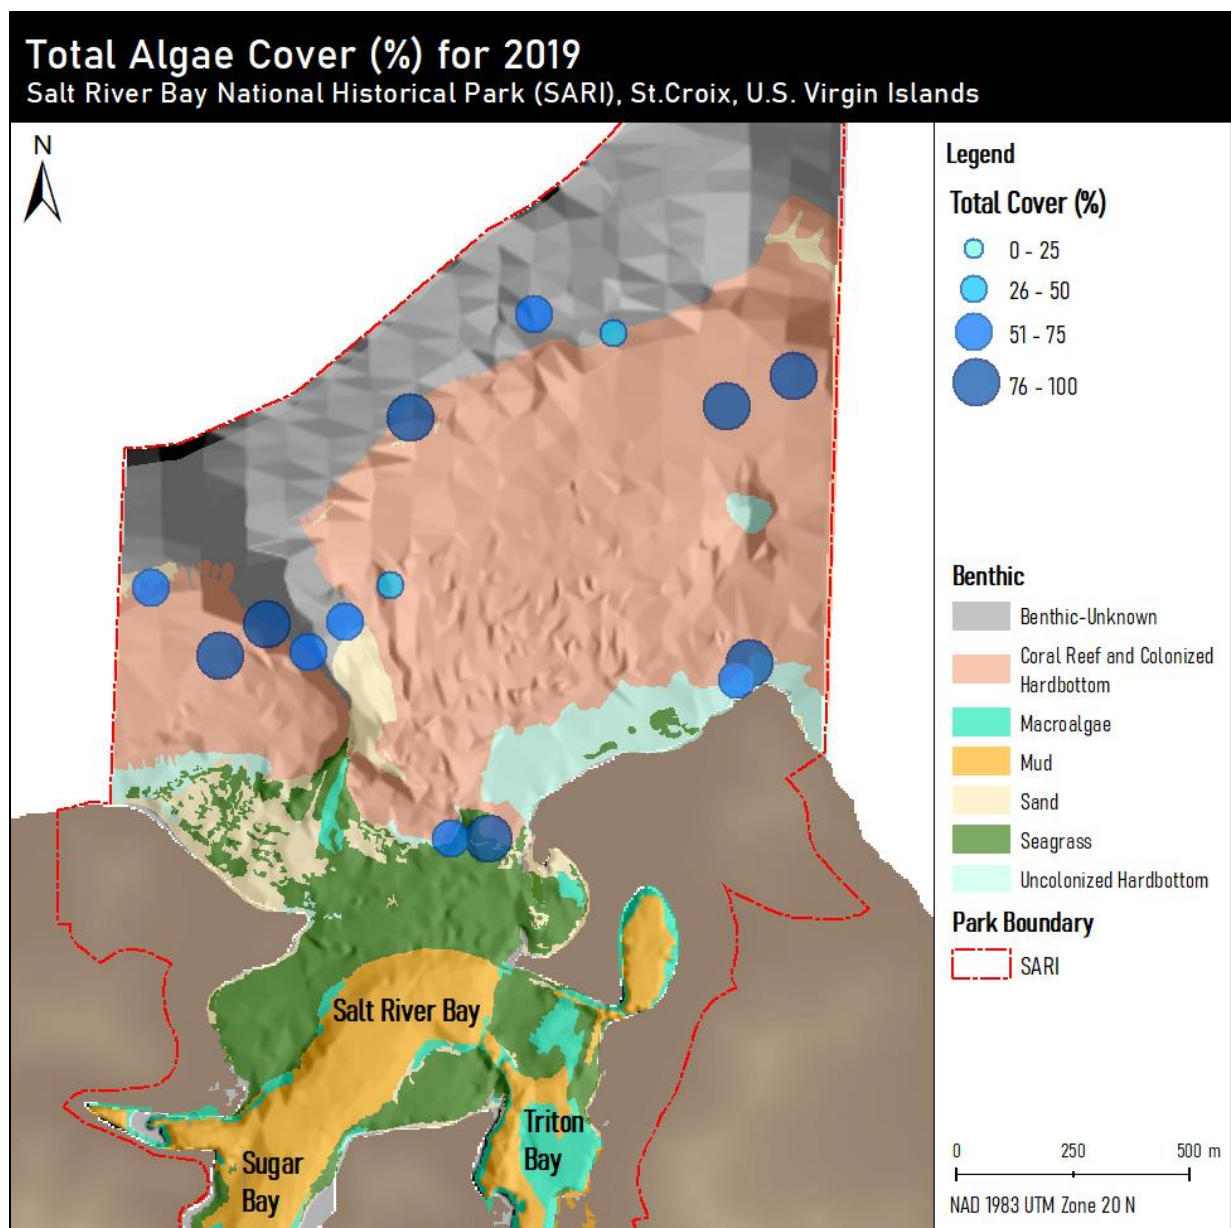 Total Algae Cover (%) for 2019
Salt River Bay National Historical Park (SARI), St.Croix, U.S. Virgin Islands
N
Legend
Total Cover (%)
0 - 25
26 - 50
51 - 75
76 - 100
Benthic
Benthic-Unknown
Coral Reef and Colonized
Hardbottom
Macroalgae
Mud
Sand
Seagrass
Uncolonized Hardbottom
Park Boundary
SARI
Salt River Bay
Triton
Bay
Sugar
Bay
0 250 500 m
NAD 1983 UTM Zone 20 N